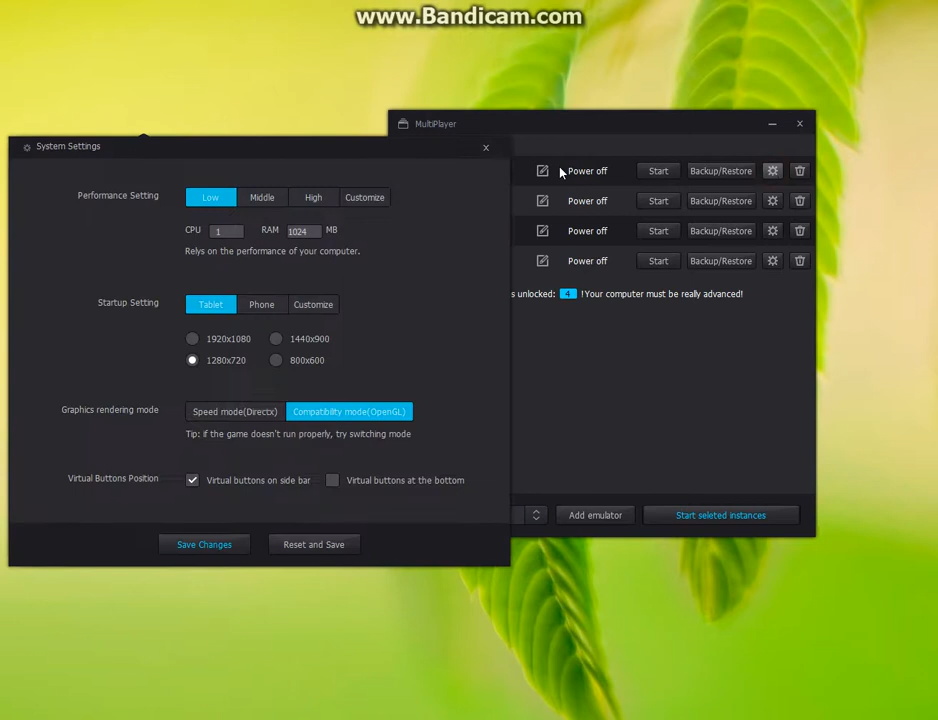 www.Bandicam.com
MultiPlayer
System Settings
Power off Start Backup/Restore
Performance Setting Low Middle High Customize
Power off Start Backup/Restore
CPU 1 RAM 1024 MB
Power off Start Backup/Restore
Relys on the performance of your computer.
Power off Start Backup/Restore
s unlocked: 4 !Your computer must be really advanced!
Startup Setting Tablet Phone Customize
1920x1080 1440x900
1280x720 800x600
Graphics rendering mode Speed mode(Directx) Compatibility mode(OpenGL)
Tip: if the game doesn't run properly, try switching mode
Virtual Buttons Position Virtual buttons on side bar Virtual buttons at the bottom
Add emulator Start seleted instances
Save Changes Reset and Save